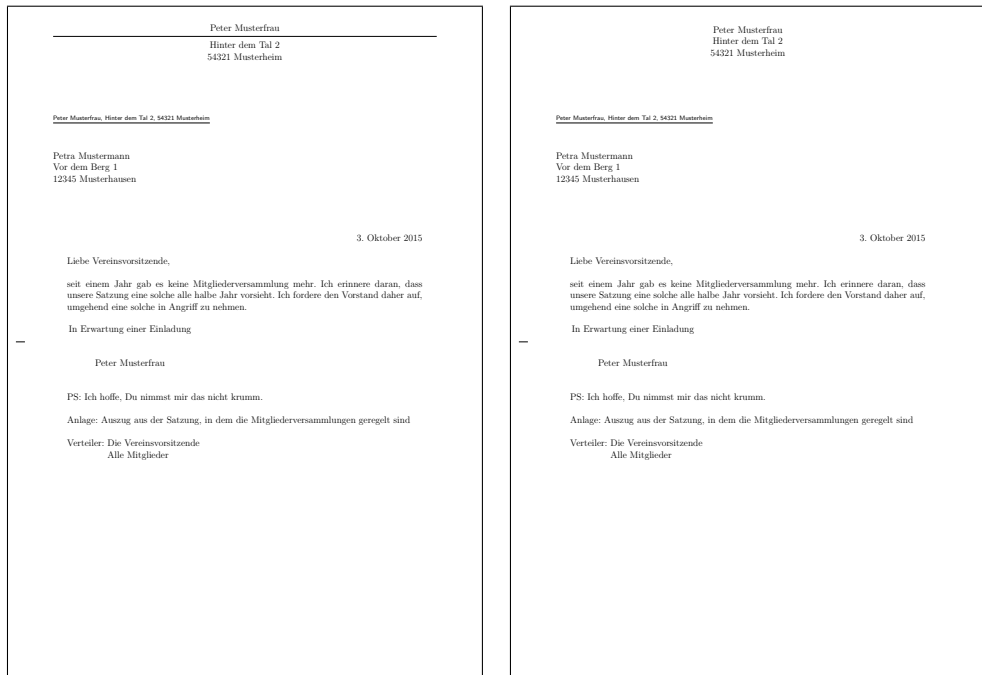 Peter Musterfrau
Hinter dem Tal 2
54321 Musterheim
Peter Musterfrau, Hinter dem Tal 2, 54321 Musterheim
Petra Mustermann
Vor dem Berg 1
12345 Musterhausen
3. Oktober 2015
Liebe Vereinsvorsitzende,
seit einem Jahr gab es keine Mitgliederversammlung mehr. Ich erinnere daran, dass
unsere Satzung eine solche alle halbe Jahr vorsieht. Ich fordere den Vorstand daher auf,
umgehend eine solche in Angriff zu nehmen.
In Erwartung einer Einladung
Peter Musterfrau
PS: Ich hoffe, Du nimmst mir das nicht krumm.
Anlage: Auszug aus der Satzung, in dem die Mitgliederversammlungen geregelt sind
Verteiler: Die Vereinsvorsitzende
Alle Mitglieder
Peter Musterfrau
Hinter dem Tal 2
54321 Musterheim
Peter Musterfrau, Hinter dem Tal 2, 54321 Musterheim
Petra Mustermann
Vor dem Berg 1
12345 Musterhausen
3. Oktober 2015
Liebe Vereinsvorsitzende,
seit einem Jahr gab es keine Mitgliederversammlung mehr. Ich erinnere daran, dass
unsere Satzung eine solche alle halbe Jahr vorsieht. Ich fordere den Vorstand daher auf,
umgehend eine solche in Angriff zu nehmen.
In Erwartung einer Einladung
Peter Musterfrau
PS: Ich hoffe, Du nimmst mir das nicht krumm.
Anlage: Auszug aus der Satzung, in dem die Mitgliederversammlungen geregelt sind
Verteiler: Die Vereinsvorsitzende
Alle Mitglieder